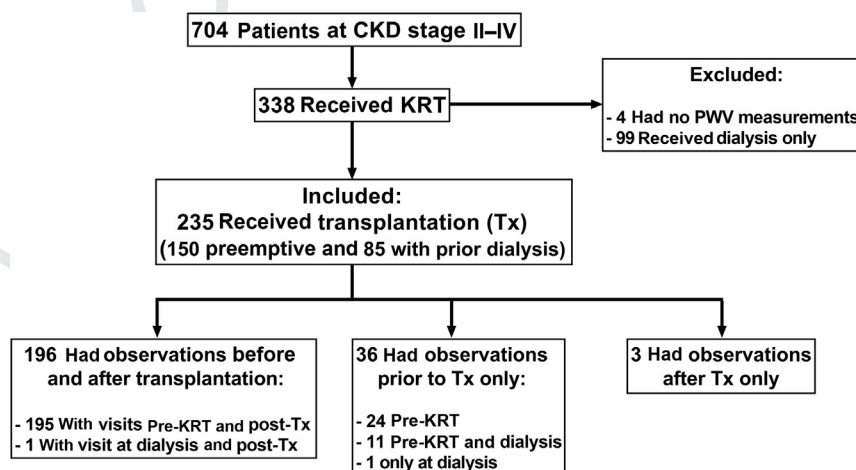 704 Patients at CKD stage II–IV
338 Received KRT
Excluded:
- 4 Had no PWV measurements
- 99 Received dialysis only
Included:
235 Received transplantation (Tx)
(150 preemptive and 85 with prior dialysis)
196 Had observations before
and after transplantation:
- 195 With visits Pre-KRT and post-Tx
- 1 With visit at dialysis and post-Tx
36 Had observations
prior to Tx only:
- 24 Pre-KRT
- 11 Pre-KRT and dialysis
- 1 only at dialysis
3 Had observations
after Tx only